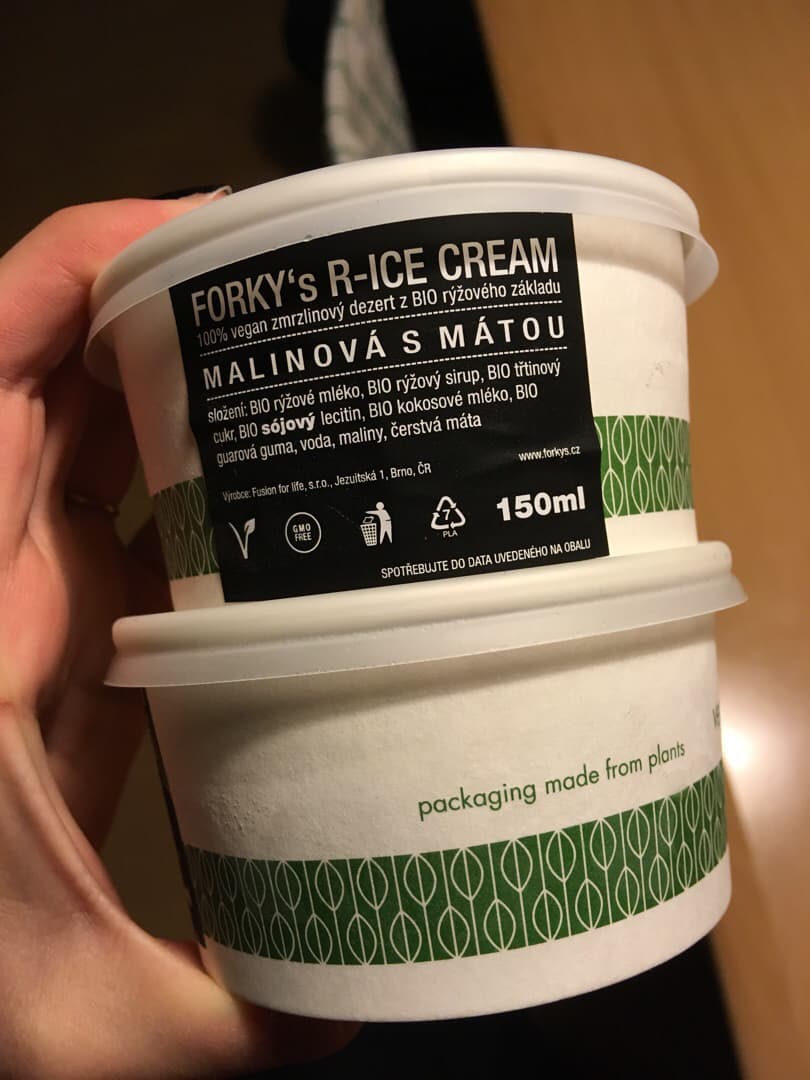 FORKY's R-ICE CREAM
100% vegan zmrzlinový dezert z BIO rýžového základu
MALINOVÁ S MÁTOU
složení: BIO rýžové mléko, BIO rýžový sirup, BIO třtinový
cukr, BIO sójový lecitin, BIO kokosové mléko, BIO
guarová guma, voda, maliny, čerstvá máta
www.forkys.cz
Výrobce: Fusion for life, s.r.o., Jezuitská 1, Brno, ČR
GMO
FREE
7
PLA
150ml
SPOTŘEBUJTE DO DATA UVEDENÉHO NA OBALU
packaging made from plants